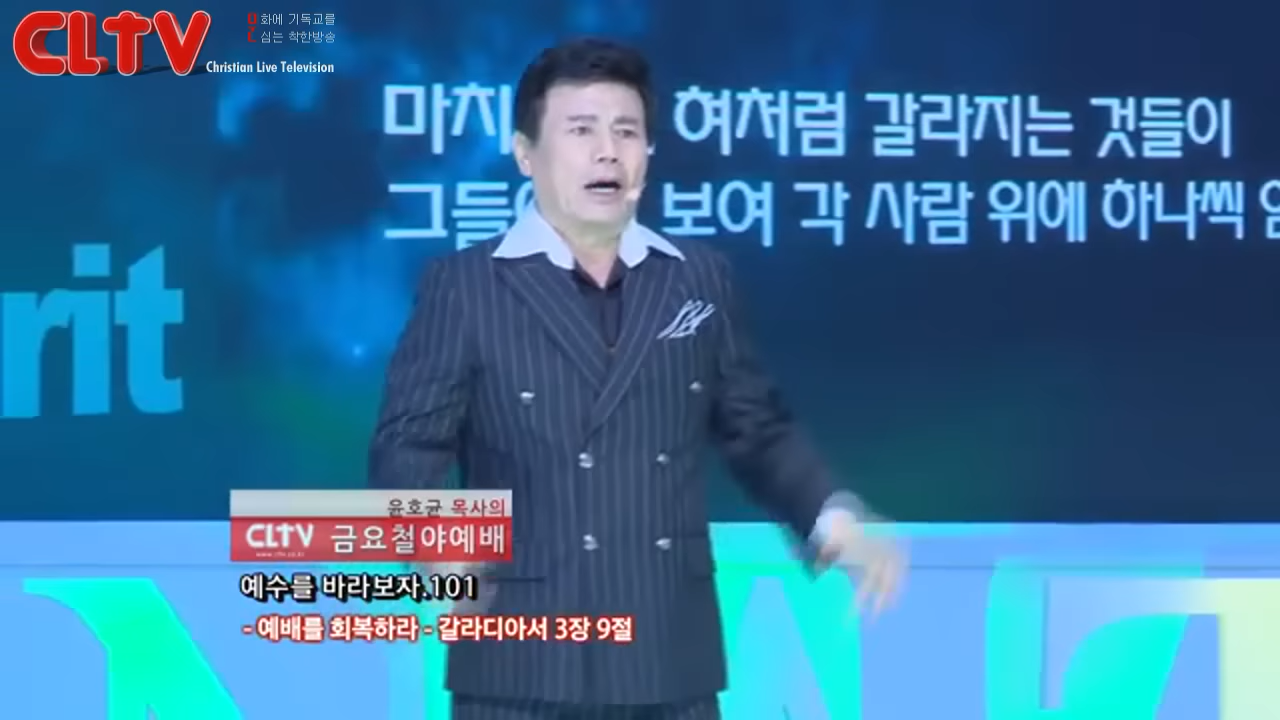 CLTV
문화에 기독교를
심는 착한방송
Christian Live Television
마치 혀처럼 갈라지는 것들이
보여 각 사람 위에 하나씩
rit
윤호균 목사의
CLTV 금요철야예배
예수를 바라보자.101
- 예배를 회복하라 - 갈라디아서 3장 9절